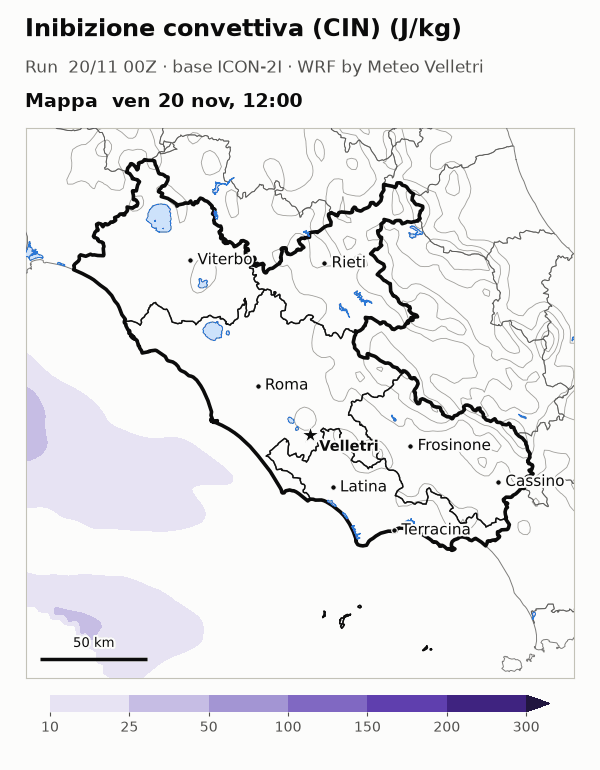 Inibizione convettiva (CIN) (J/kg)
Run  20/11 00Z · base ICON-2I · WRF by Meteo Velletri
Mappa  ven 20 nov, 12:00
Viterbo
Rieti
Roma
Velletri
Frosinone
Cassino
Latina
Terracina
50 km
10 25 50 100 150 200 300